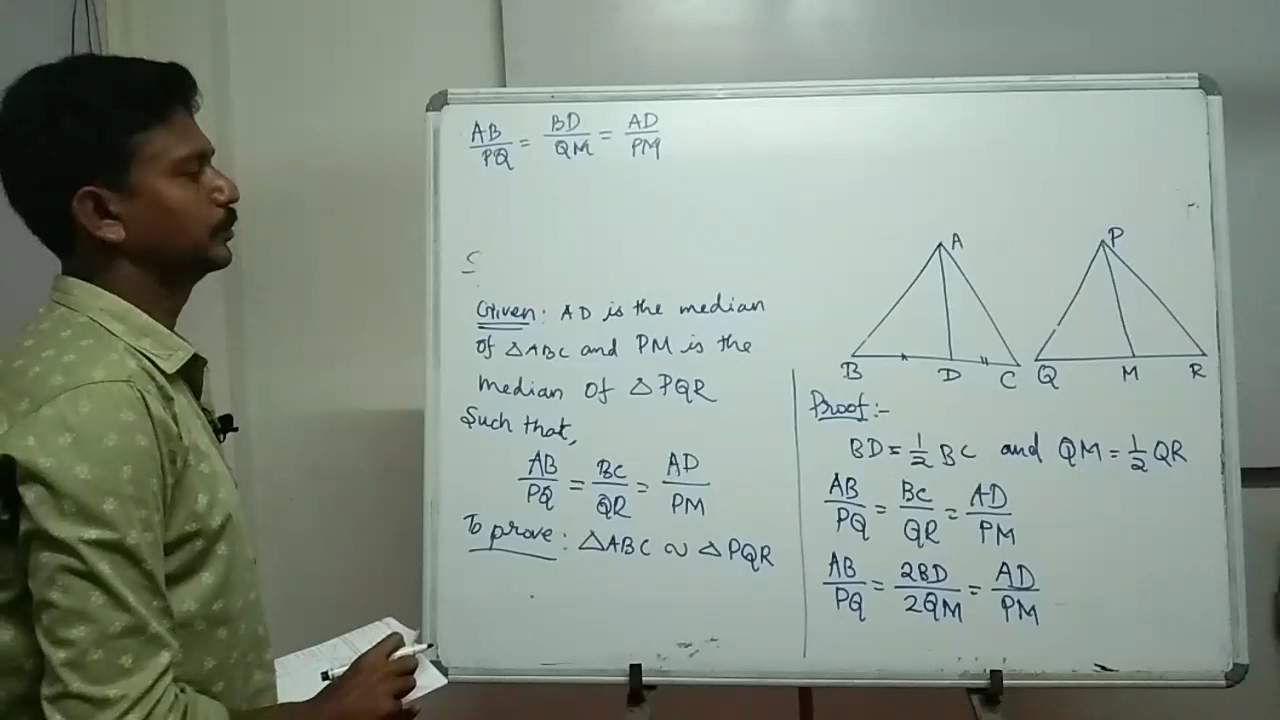 AB/PQ = BD/QM = AD/PM
S
Given: AD is the median
of △ABC and PM is the
median of △PQR
Such that,
AB/PQ = BC/QR = AD/PM
To prove: △ABC ~ △PQR
A
B D C
P
Q M R
Proof:-
BD = 1/2 BC and QM = 1/2 QR
AB/PQ = BC/QR = AD/PM
AB/PQ = 2BD/2QM = AD/PM